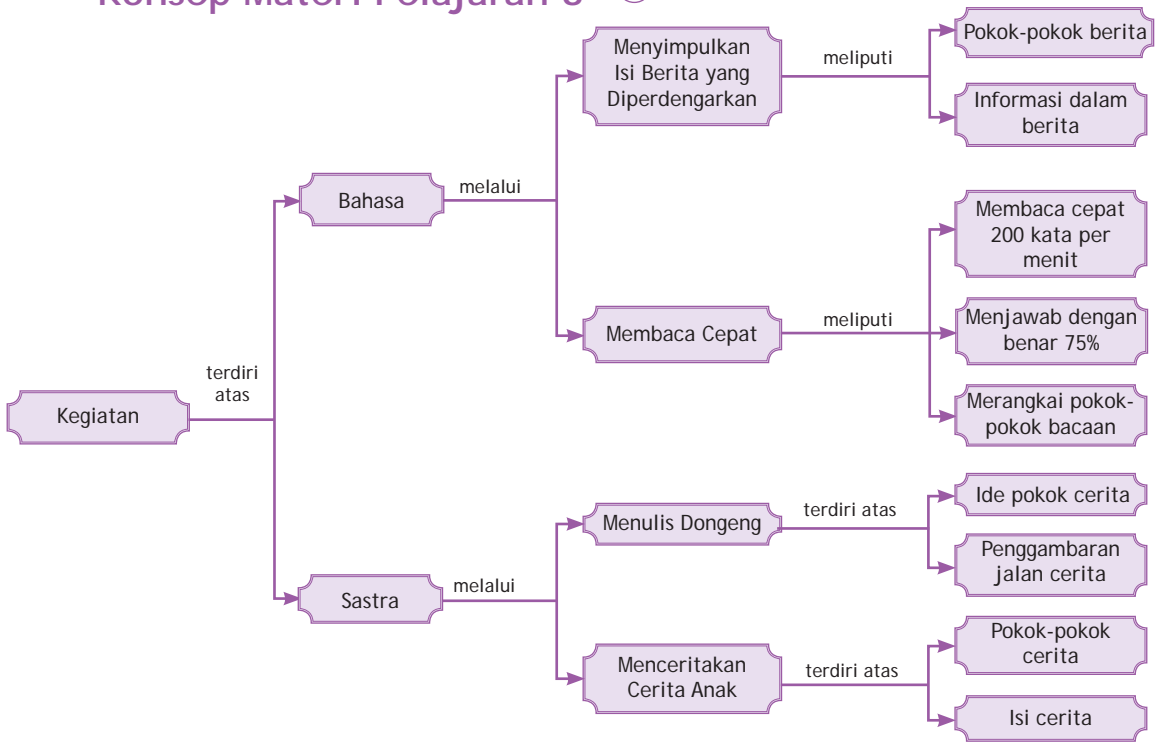 Kegiatan
terdiri
atas
Bahasa
melalui
Menyimpulkan
Isi Berita yang
Diperdengarkan
meliputi
Pokok-pokok berita
Informasi dalam
berita
Membaca Cepat
meliputi
Membaca cepat
200 kata per
menit
Menjawab dengan
benar 75%
Merangkai pokok-
pokok bacaan
Sastra
melalui
Menulis Dongeng
terdiri atas
Ide pokok cerita
Penggambaran
jalan cerita
Menceritakan
Cerita Anak
terdiri atas
Pokok-pokok
cerita
Isi cerita